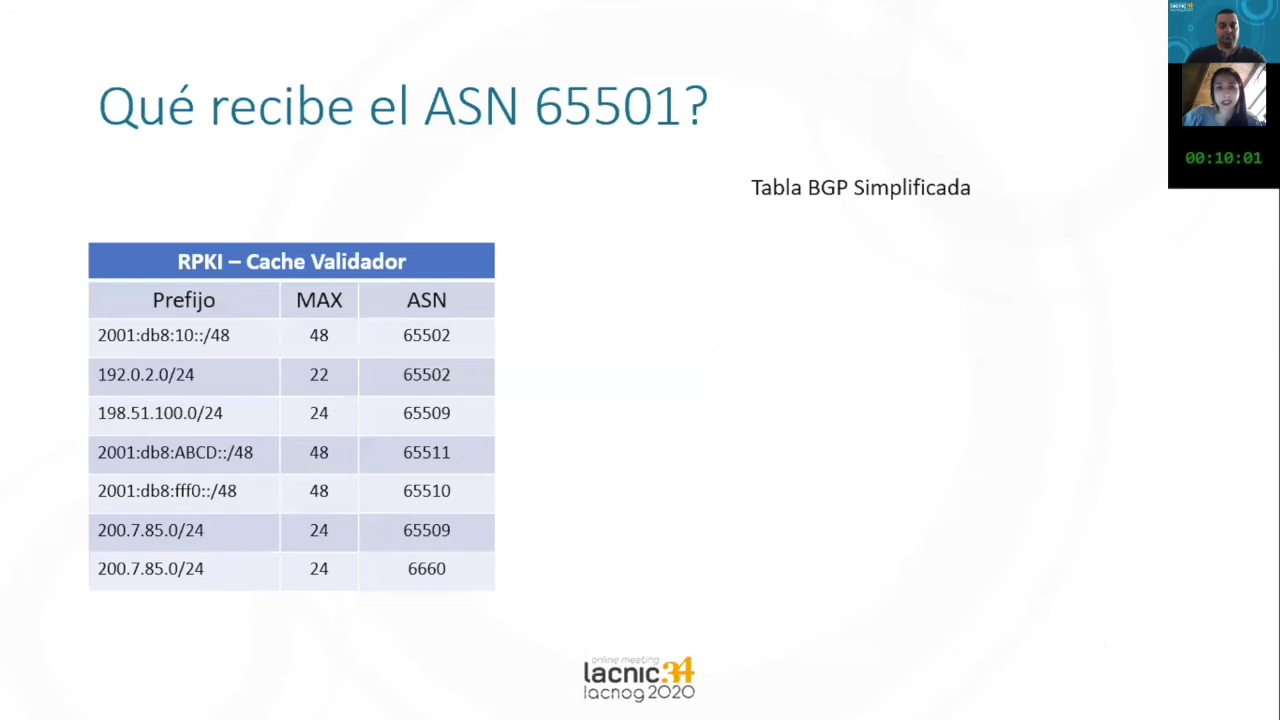 Qué recibe el ASN 65501?
Tabla BGP Simplificada
RPKI – Cache Validador
Prefijo MAX ASN
2001:db8:10::/48 48 65502
192.0.2.0/24 22 65502
198.51.100.0/24 24 65509
2001:db8:ABCD::/48 48 65511
2001:db8:fff0::/48 48 65510
200.7.85.0/24 24 65509
200.7.85.0/24 24 6660
online meeting
lacnic.34
lacnog2020
lacnic34
00:10:01